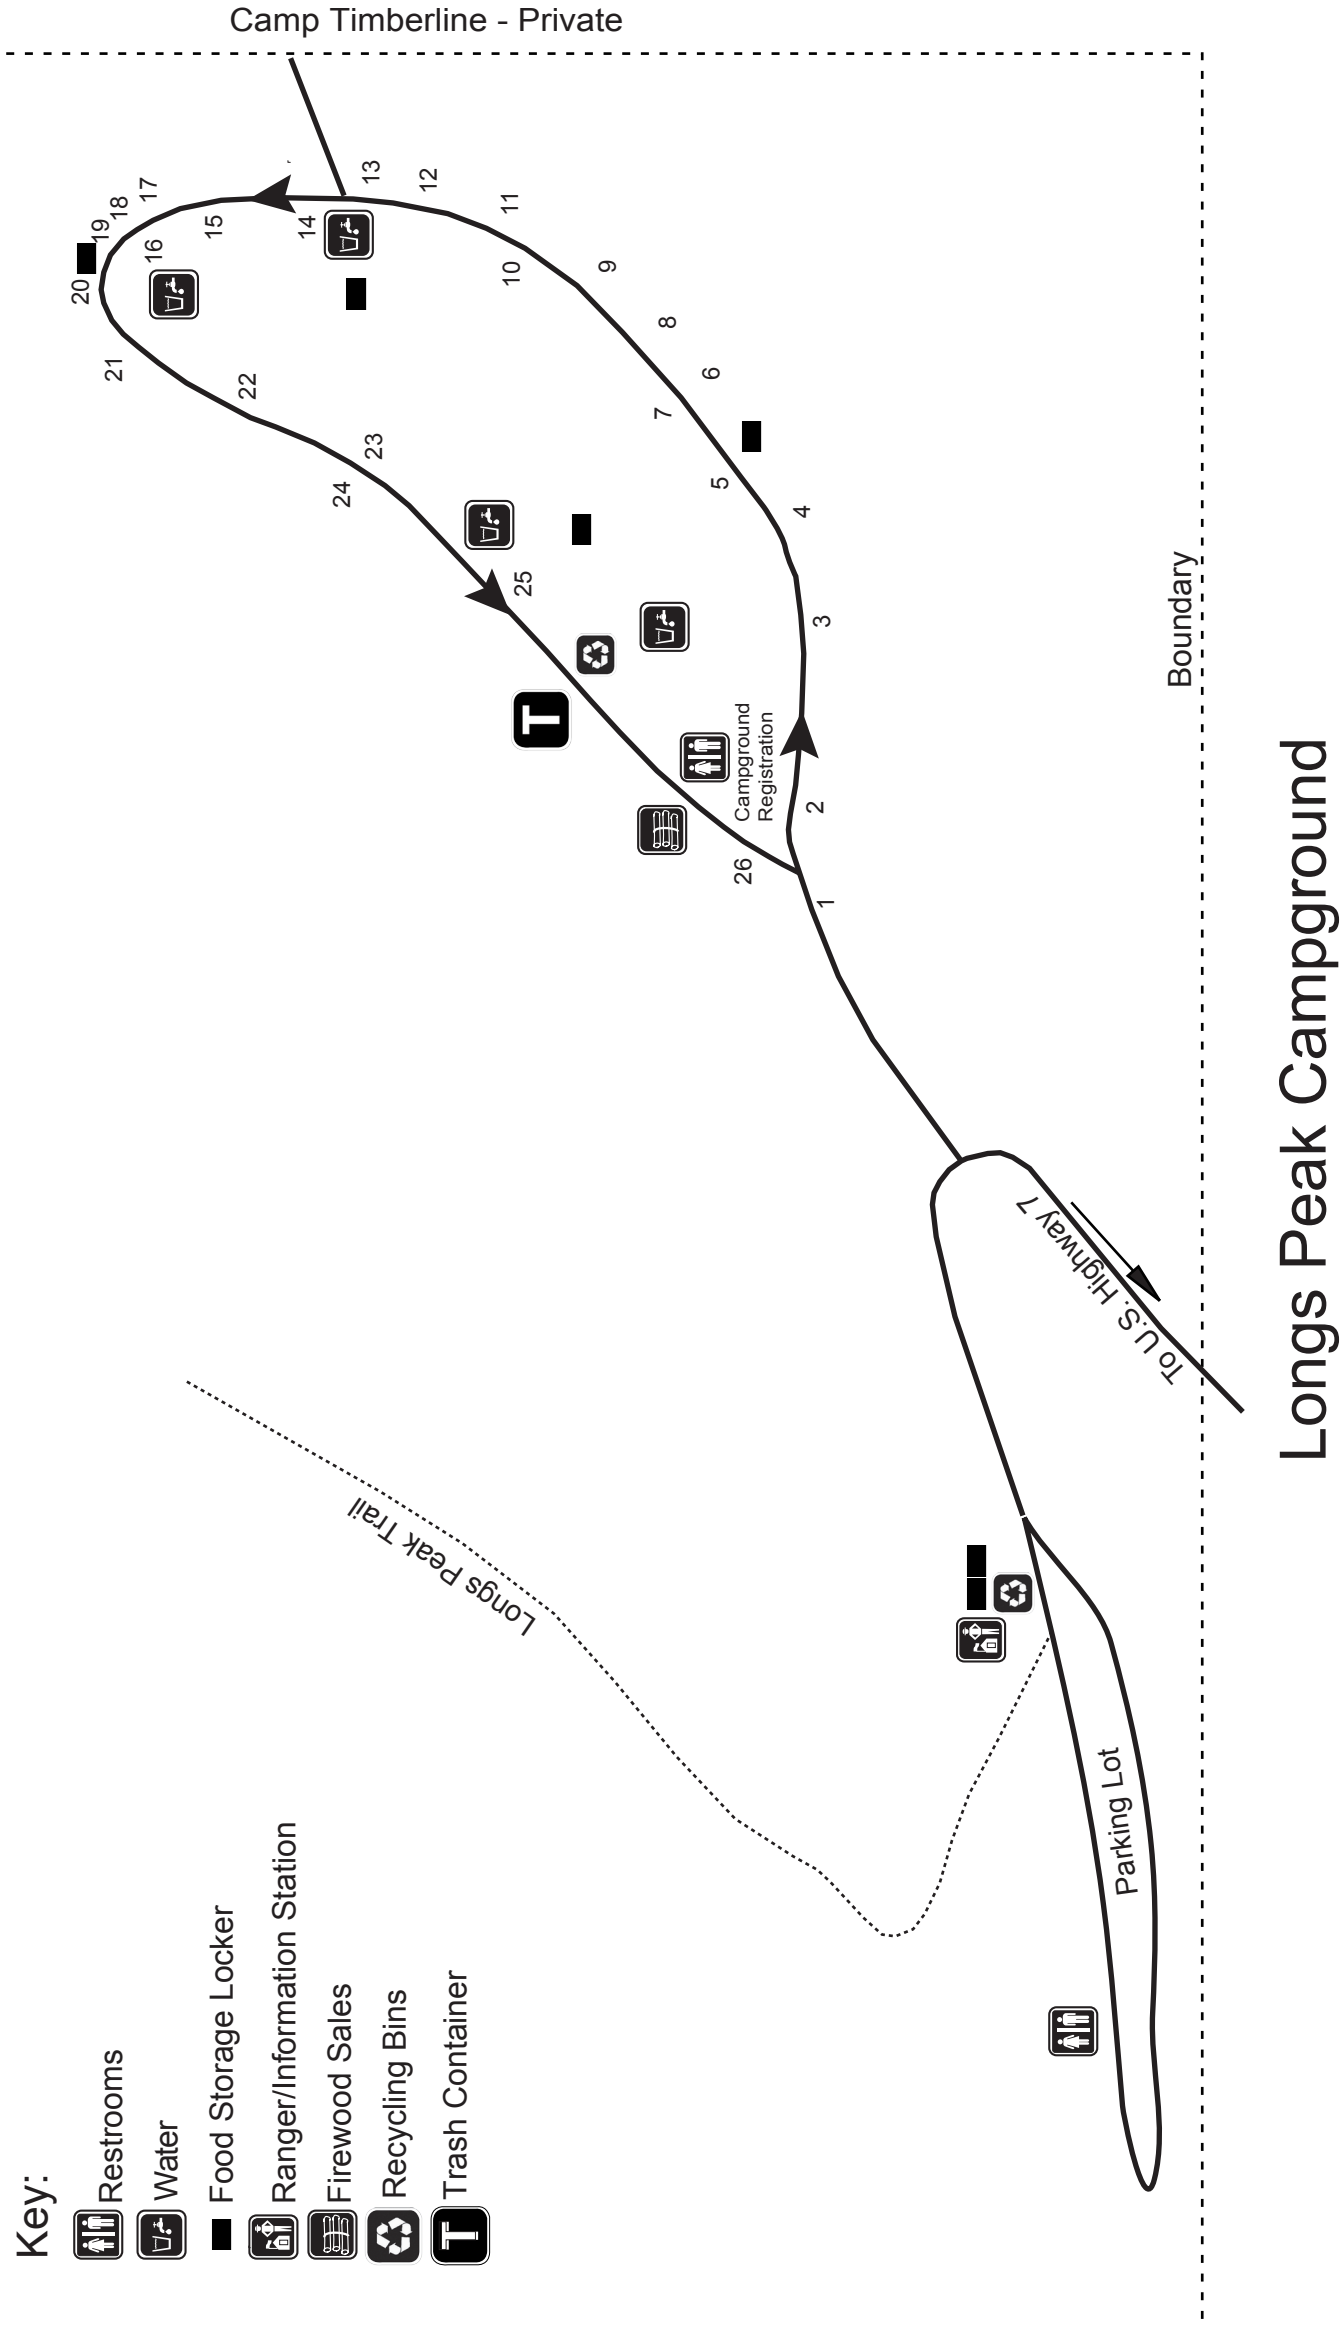 Camp Timberline - Private
Key:
Restrooms
Water
Food Storage Locker
Ranger/Information Station
Firewood Sales
Recycling Bins
T
Trash Container
Longs Peak Trail
20
19
18
17
16
15
14
13
12
11
10
9
8
6
7
5
4
3
2
1
21
22
23
24
25
26
T
Campground
Registration
Boundary
To U.S. Highway 7
Parking Lot
Longs Peak Campground